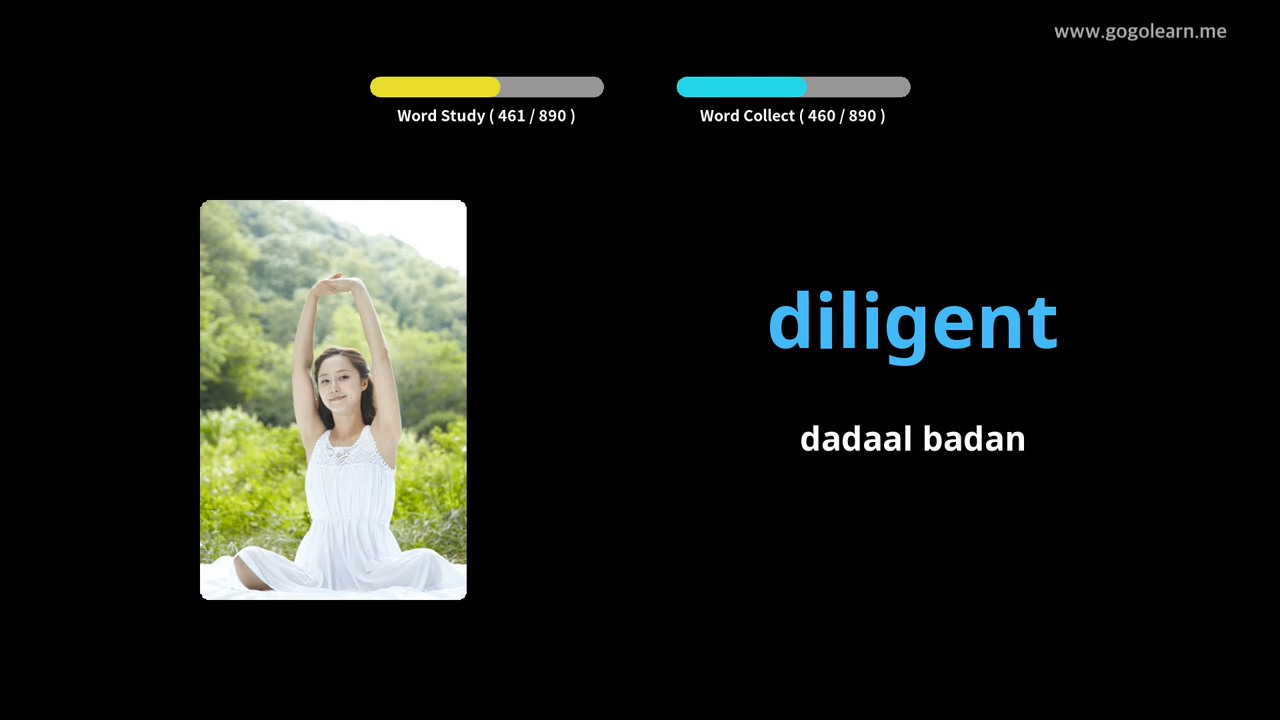 www.gogolearn.me
Word Study ( 461 / 890 )
Word Collect ( 460 / 890 )
diligent
dadaal badan